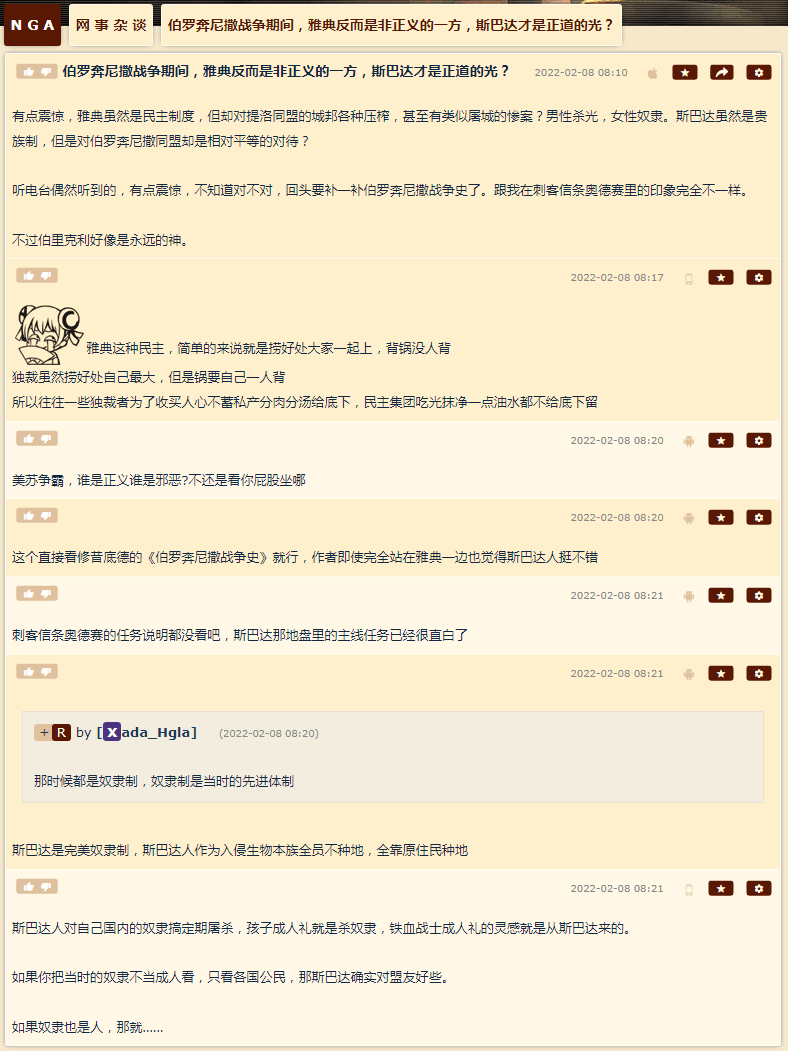 NGA 网事杂谈 伯罗奔尼撒战争期间，雅典反而是非正义的一方，斯巴达才是正道的光？
伯罗奔尼撒战争期间，雅典反而是非正义的一方，斯巴达才是正道的光？ 2022-02-08 08:10
有点震惊，雅典虽然是民主制度，但却对提洛同盟的城邦各种压榨，甚至有类似屠城的惨案？男性杀光，女性奴隶。斯巴达虽然是贵
族制，但是对伯罗奔尼撒同盟却是相对平等的对待？
听电台偶然听到的，有点震惊，不知道对不对，回头要补一补伯罗奔尼撒战争史了。跟我在刺客信条奥德赛里的印象完全不一样。
不过伯里克利好像是永远的神。
2022-02-08 08:17
雅典这种民主，简单的来说就是捞好处大家一起上，背锅没人背
独裁虽然捞好处自己最大，但是锅要自己一人背
所以往往一些独裁者为了收买人心不蓄私产分肉分汤给底下，民主集团吃光抹净一点油水都不给底下留
2022-02-08 08:20
美苏争霸，谁是正义谁是邪恶?不还是看你屁股坐哪
2022-02-08 08:20
这个直接看修昔底德的《伯罗奔尼撒战争史》就行，作者即使完全站在雅典一边也觉得斯巴达人挺不错
2022-02-08 08:21
刺客信条奥德赛的任务说明都没看吧，斯巴达那地盘里的主线任务已经很直白了
2022-02-08 08:21
+ R by [Xada_Hgla] (2022-02-08 08:20)
那时候都是奴隶制，奴隶制是当时的先进体制
斯巴达是完美奴隶制，斯巴达人作为入侵生物本族全员不种地，全靠原住民种地
2022-02-08 08:21
斯巴达人对自己国内的奴隶搞定期屠杀，孩子成人礼就是杀奴隶，铁血战士成人礼的灵感就是从斯巴达来的。
如果你把当时的奴隶不当成人看，只看各国公民，那斯巴达确实对盟友好些。
如果奴隶也是人，那就......